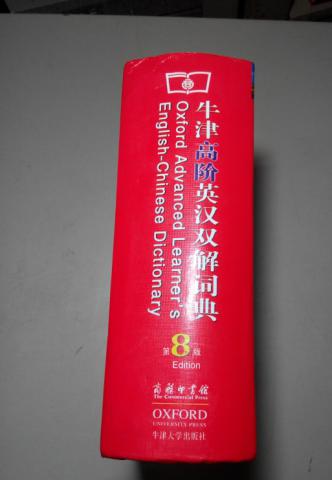 牛津高阶英汉双解词典
Oxford Advanced Learner's
English-Chinese Dictionary
第8版
Edition
商务印书馆
The Commercial Press
OXFORD
UNIVERSITY PRESS
牛津大学出版社